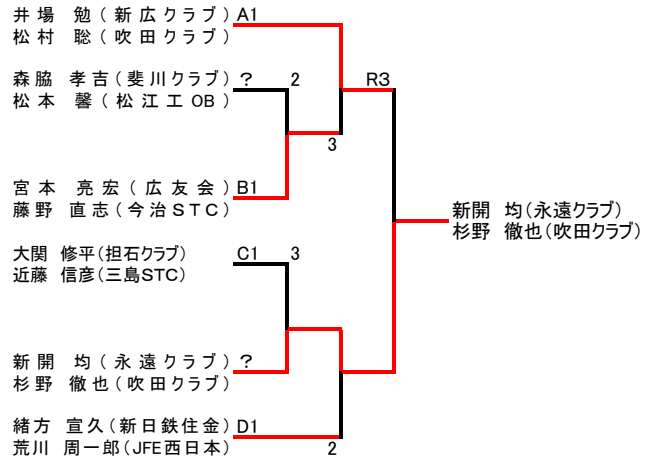 井場 勉(新広クラブ) A1
松村 聡(吹田クラブ)
R3
森脇 孝吉(斐川クラブ) ? 2
松本 馨(松江工OB)
3
宮本 亮宏(広友会) B1
藤野 直志(今治STC)
新開 均(永遠クラブ)
杉野 徹也(吹田クラブ)
大関 修平(担石クラブ) C1 3
近藤 信彦(三島STC)
新開 均(永遠クラブ) ?
杉野 徹也(吹田クラブ)
緒方 宣久(新日鉄住金) D1
荒川 周一郎(JFE西日本) 2